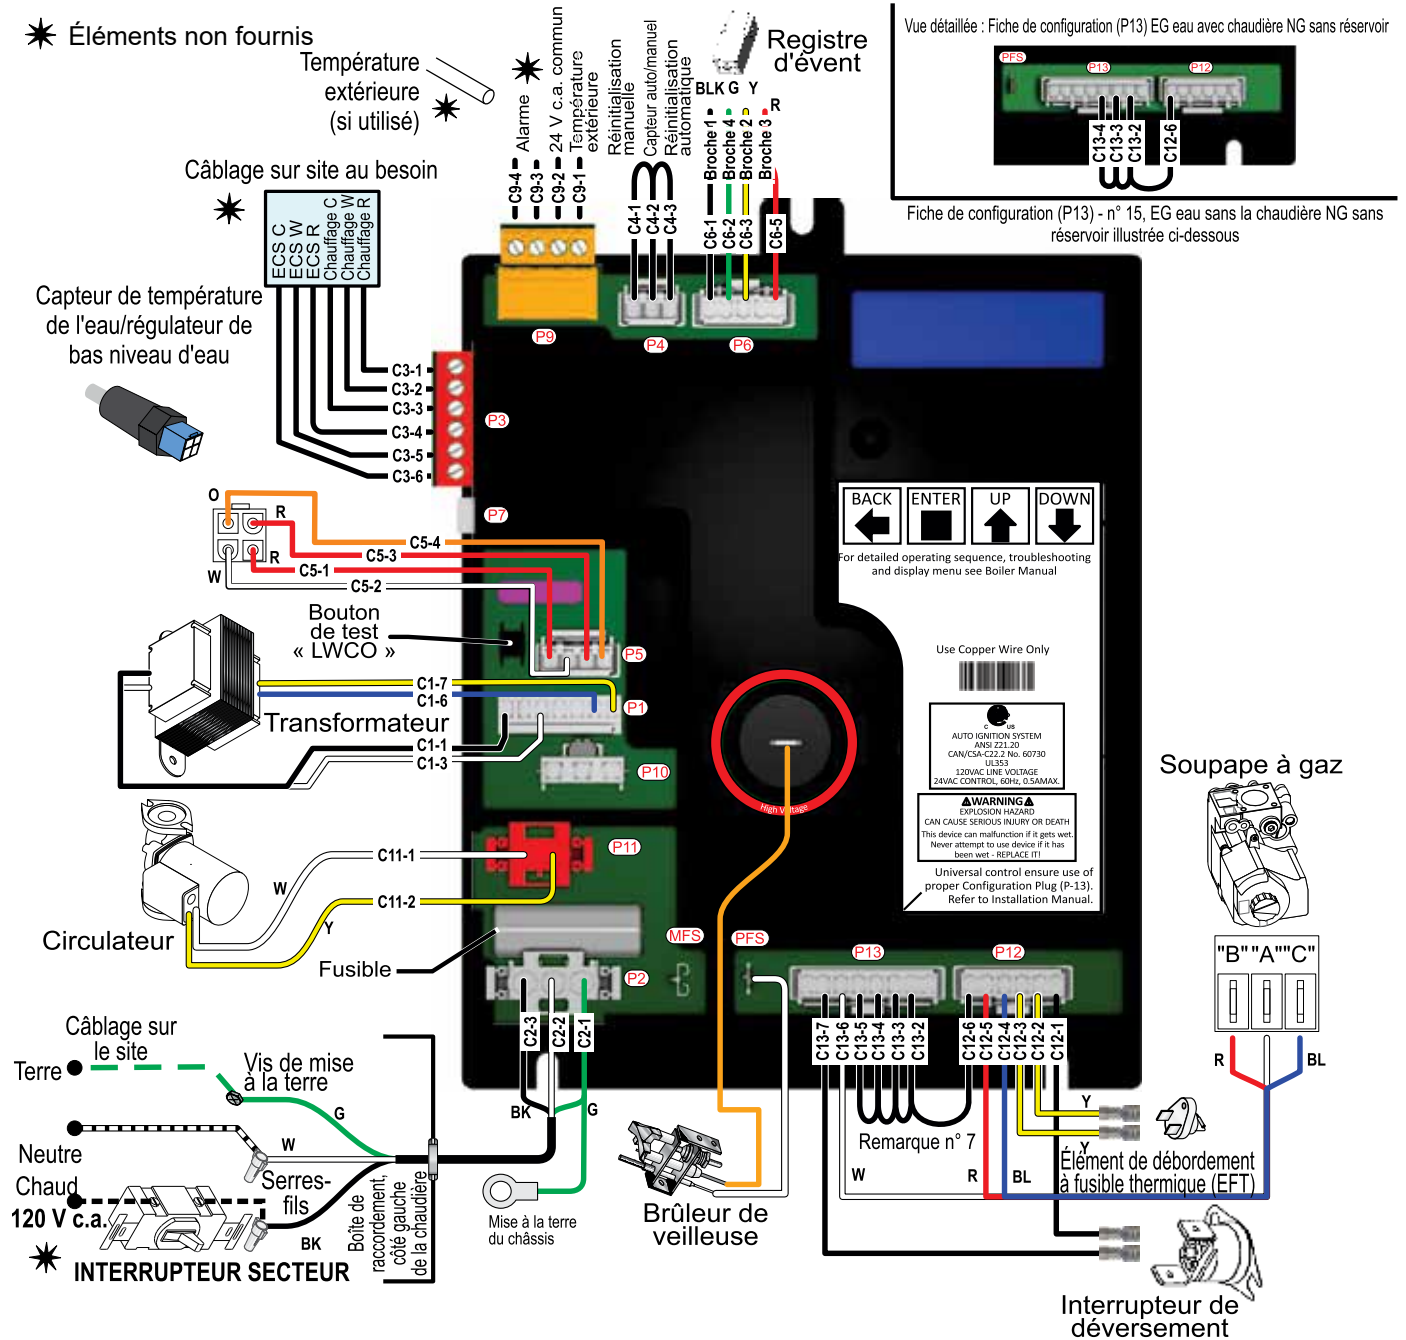 Éléments non fournis
Température
extérieure
(si utilisé)
Câblage sur site au besoin
ECS C
ECS W
ECS R
Chauffage C
Chauffage W
Chauffage R
Capteur de température
de l'eau/régulateur de
bas niveau d'eau
Alarme
24 V c.a. commun
Température
extérieure
Réinitialisation
manuelle
Capteur auto/manuel
Réinitialisation
automatique
C9-4
C9-3
C9-2
C9-1
C4-1
C4-2
C4-3
Registre
d'évent
BLK G Y
R
Broche 1
Broche 4
Broche 2
Broche 3
C6-1
C6-2
C6-3
C6-5
Vue détaillée : Fiche de configuration (P13) EG eau avec chaudière NG sans réservoir
PFS
P13
P12
C13-4
C13-3
C13-2
C12-6
Fiche de configuration (P13) - n° 15, EG eau sans la chaudière NG sans
réservoir illustrée ci-dessous
P9
P4
P6
C3-1
C3-2
C3-3
C3-4
C3-5
C3-6
P3
P7
O
R
R
W
C5-4
C5-3
C5-1
C5-2
Bouton
de test
« LWCO »
P5
C1-7
C1-6
P1
Transformateur
C1-1
C1-3
P10
P11
C11-1
W
C11-2
Y
Circulateur
Fusible
P2
MFS
PFS
P13
P12
High Voltage
BACK
ENTER
UP
DOWN
For detailed operating sequence, troubleshooting
and display menu see Boiler Manual
Use Copper Wire Only
C US
AUTO IGNITION SYSTEM
ANSI Z21.20
CAN/CSA-C22.2 No. 60730
UL353
120VAC LINE VOLTAGE
24VAC CONTROL, 60Hz, 0.5AMAX.
WARNING
EXPLOSION HAZARD
CAN CAUSE SERIOUS INJURY OR DEATH
This device can malfunction if it gets wet.
Never attempt to use device if it has
been wet - REPLACE IT!
Universal control ensure use of
proper Configuration Plug (P-13).
Refer to Installation Manual.
Soupape à gaz
"B" "A" "C"
R
BL
C2-3
C2-2
C2-1
C13-7
C13-6
C13-5
C13-4
C13-3
C13-2
C12-6
C12-5
C12-4
C12-3
C12-2
C12-1
Câblage sur
le site
Terre
Vis de mise
à la terre
G
BK
G
Neutre
W
Chaud
120 V c.a.
Serres-
fils
BK
INTERRUPTEUR SECTEUR
Boîte de
raccordement,
côté gauche
de la chaudière
Mise à la terre
du châssis
Brûleur de
veilleuse
Remarque n° 7
W
R
BL
Y
Y
Élément de débordement
à fusible thermique (EFT)
Interrupteur de
déversement